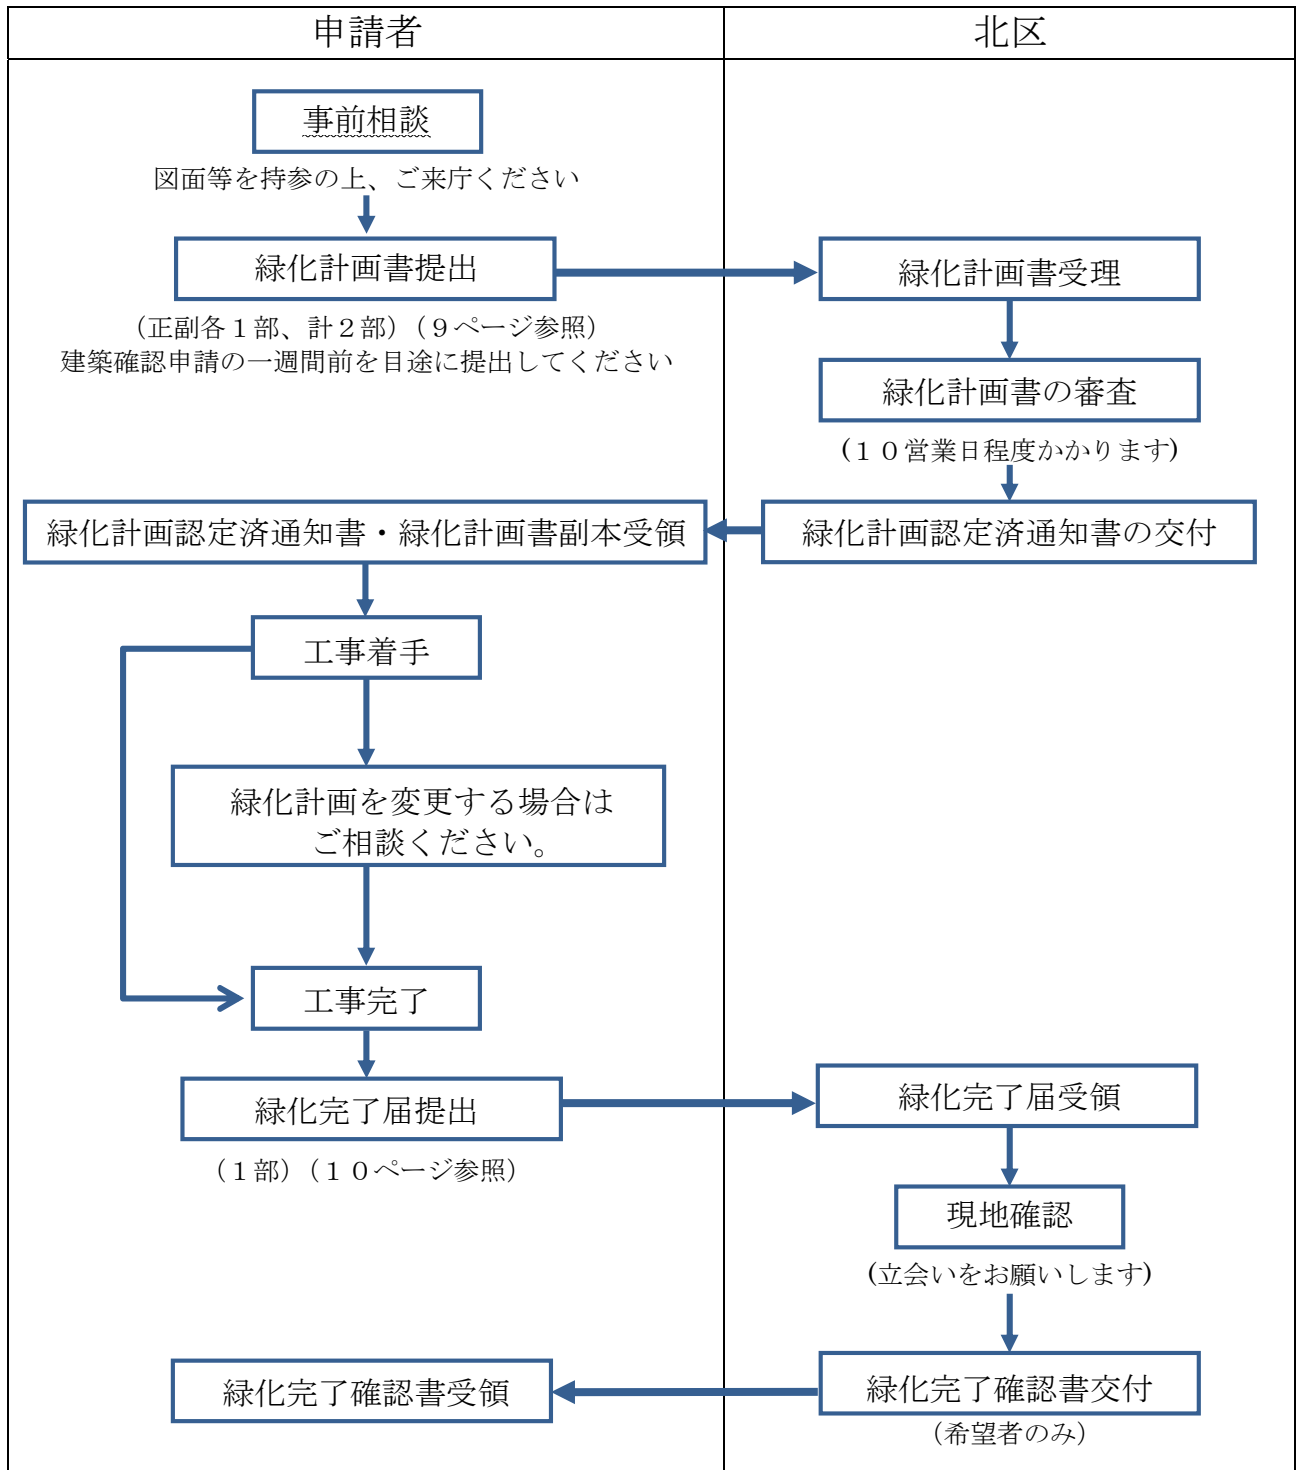 申請者
北区
事前相談
図面等を持参の上、ご来庁ください
緑化計画書提出
緑化計画書受理
（正副各１部、計２部）（９ページ参照）
建築確認申請の一週間前を目途に提出してください
緑化計画書の審査
(１０営業日程度かかります)
緑化計画認定済通知書の交付
緑化計画認定済通知書・緑化計画書副本受領
工事着手
緑化計画を変更する場合は
ご相談ください。
工事完了
緑化完了届提出
（１部）（１０ページ参照）
緑化完了届受領
現地確認
(立会いをお願いします)
緑化完了確認書交付
（希望者のみ）
緑化完了確認書受領